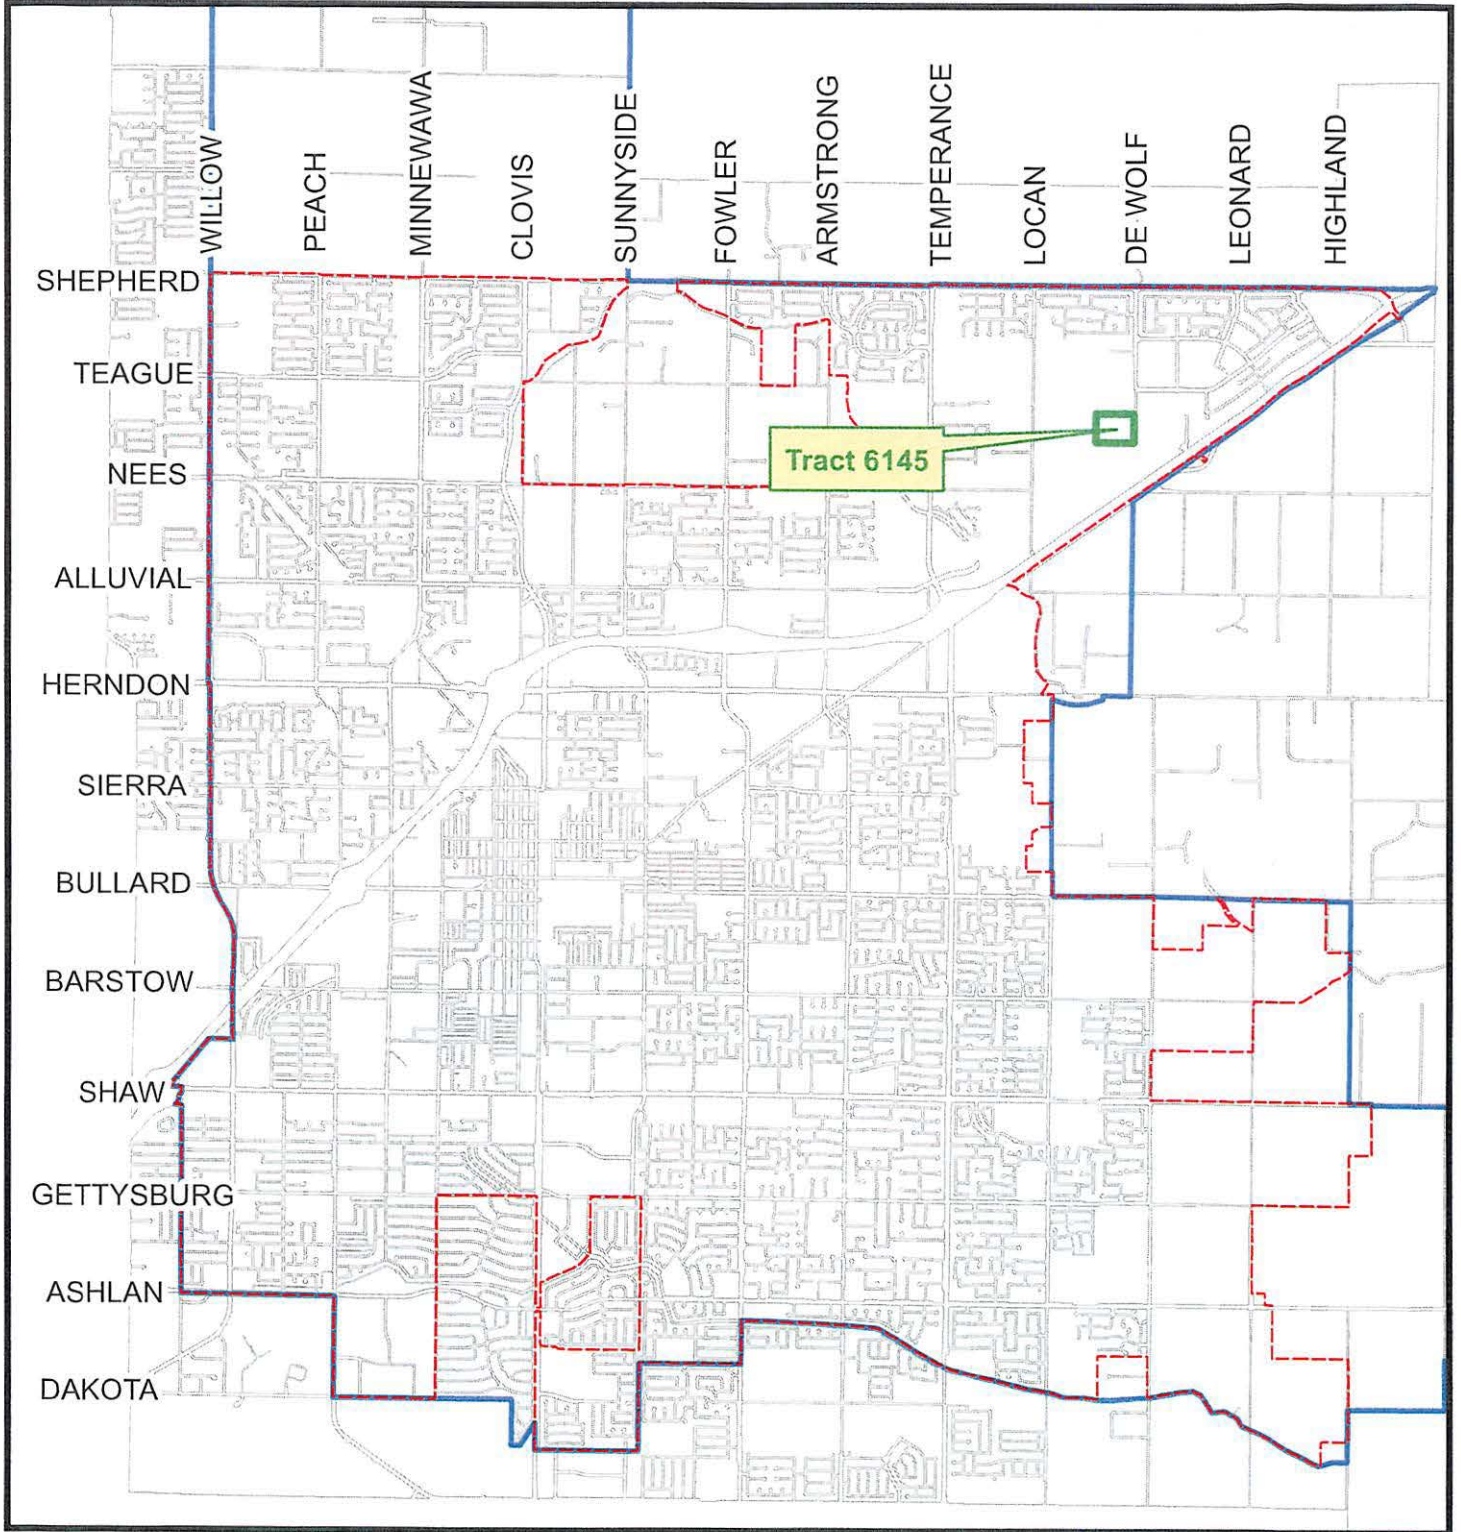 WILLOW
PEACH
MINNEWAWA
CLOVIS
SUNNYSIDE
FOWLER
ARMSTRONG
TEMPERANCE
LOCAN
DE WOLF
LEONARD
HIGHLAND
SHEPHERD
TEAGUE
Tract 6145
NEES
ALLUVIAL
HERNDON
SIERRA
BULLARD
BARSTOW
SHAW
GETTYSBURG
ASHLAN
DAKOTA